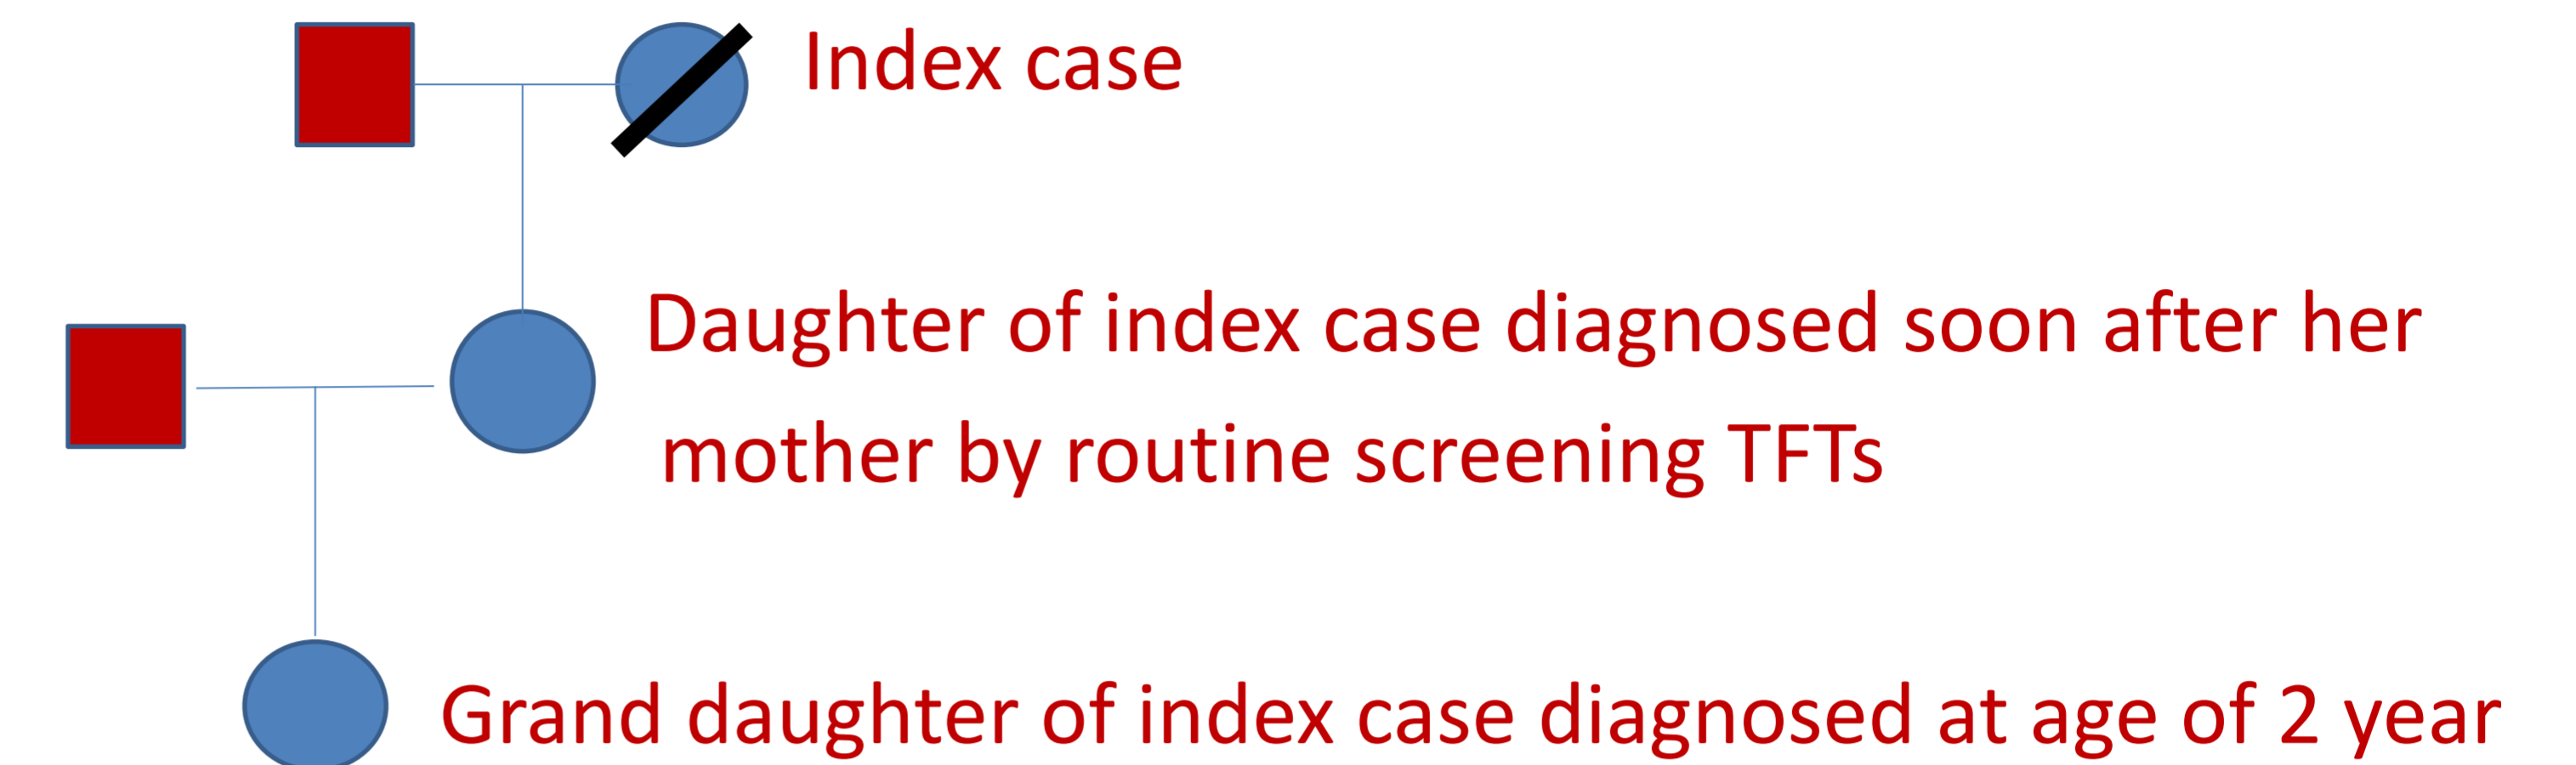 Index case
Daughter of index case diagnosed soon after her
mother by routine screening TFTs
Grand daughter of index case diagnosed at age of 2 year